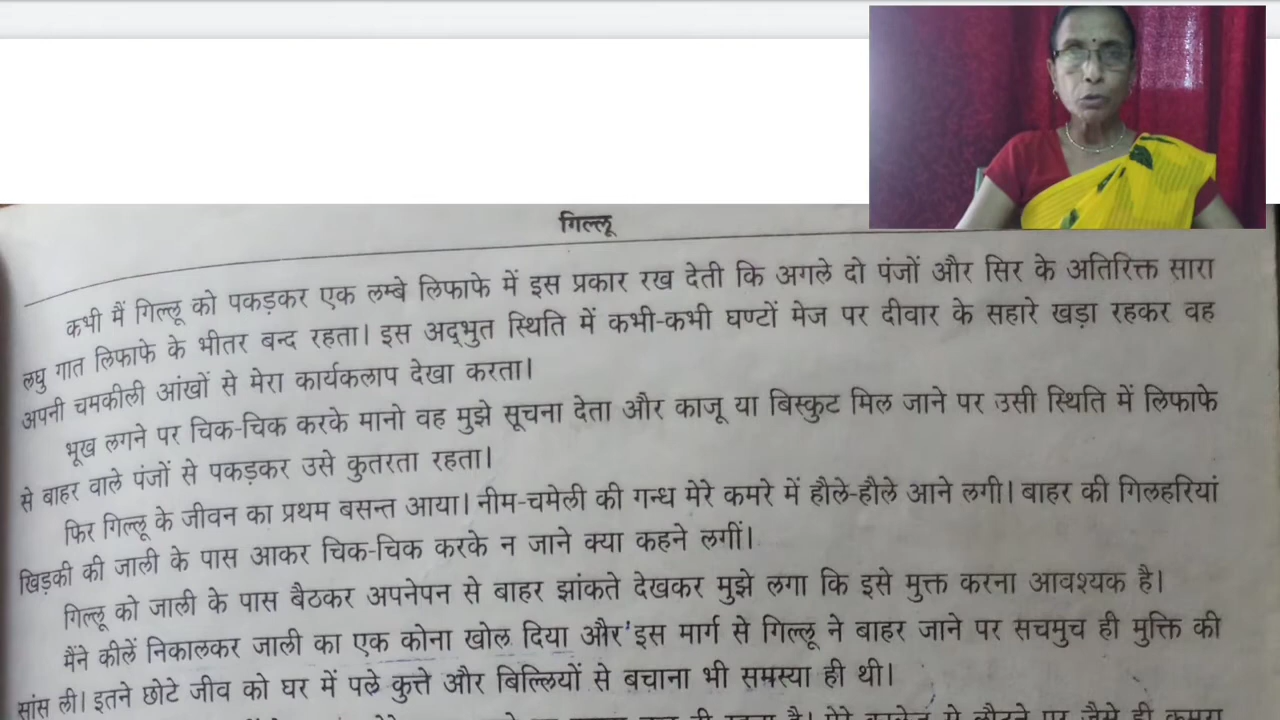 गिल्लू
कभी मैं गिल्लू को पकड़कर एक लम्बे लिफाफे में इस प्रकार रख देती कि अगले दो पंजों और सिर के अतिरिक्त सारा
लघु गात लिफाफे के भीतर बन्द रहता। इस अद्‌भुत स्थिति में कभी-कभी घण्टों मेज पर दीवार के सहारे खड़ा रहकर वह
अपनी चमकीली आंखों से मेरा कार्यकलाप देखा करता।
भूख लगने पर चिक-चिक करके मानो वह मुझे सूचना देता और काजू या बिस्कुट मिल जाने पर उसी स्थिति में लिफाफे
से बाहर वाले पंजों से पकड़कर उसे कुतरता रहता।
फिर गिल्लू के जीवन का प्रथम बसन्त आया। नीम-चमेली की गन्ध मेरे कमरे में हौले-हौले आने लगी। बाहर की गिलहरियां
खिड़की की जाली के पास आकर चिक-चिक करके न जाने क्या कहने लगीं।
गिल्लू को जाली के पास बैठकर अपनेपन से बाहर झांकते देखकर मुझे लगा कि इसे मुक्त करना आवश्यक है।
मैंने कीलें निकालकर जाली का एक कोना खोल दिया और इस मार्ग से गिल्लू ने बाहर जाने पर सचमुच ही मुक्ति की
सांस ली। इतने छोटे जीव को घर में पले कुत्ते और बिल्लियों से बचाना भी समस्या ही थी।